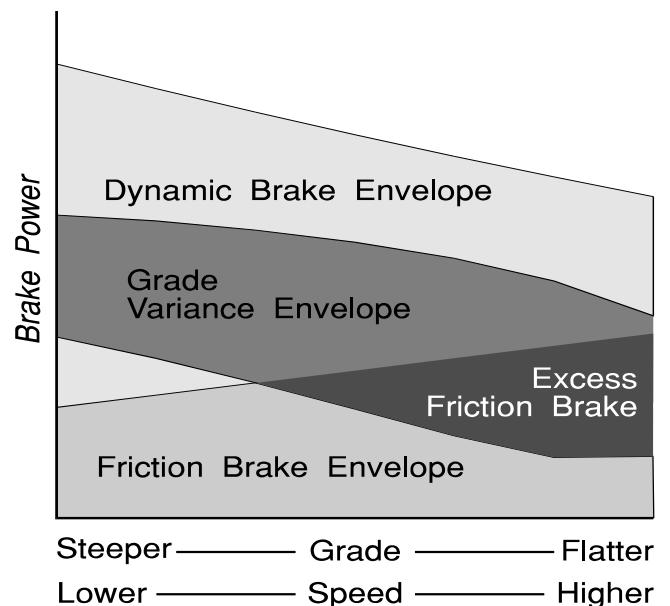 Brake Power
Dynamic Brake Envelope
Grade
Variance Envelope
Excess
Friction Brake
Friction Brake Envelope
Steeper Grade Flatter
Lower Speed Higher